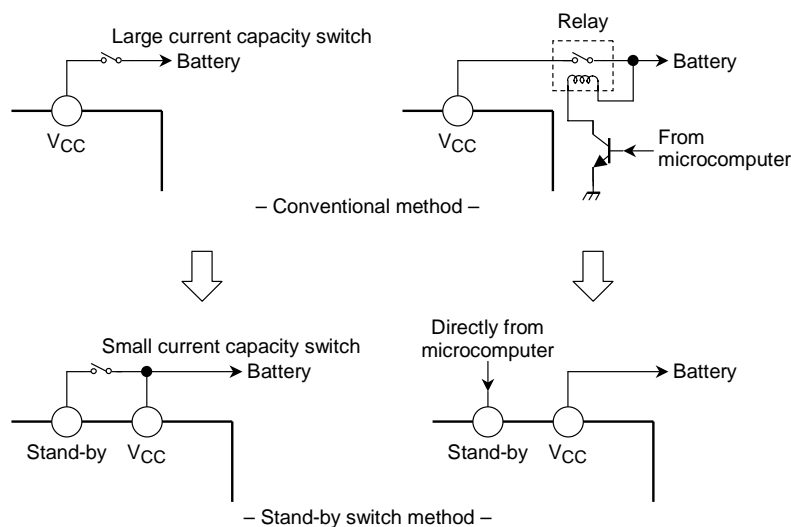 Large current capacity switch
Battery
VCC
Relay
Battery
VCC
From
microcomputer
– Conventional method –
Small current capacity switch
Battery
Stand-by
VCC
Directly from
microcomputer
Battery
Stand-by
VCC
– Stand-by switch method –